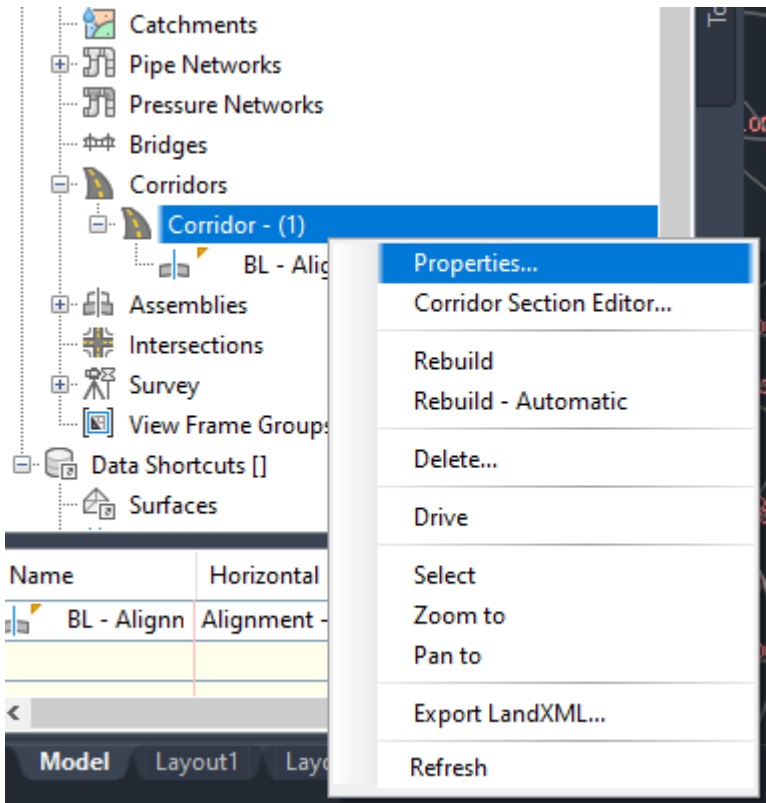 Catchments
Pipe Networks
Pressure Networks
Bridges
Corridors
Corridor - (1)
BL - Alig
Assemblies
Intersections
Survey
View Frame Groups
Data Shortcuts []
Surfaces
Properties...
Corridor Section Editor...
Rebuild
Rebuild - Automatic
Delete...
Drive
Select
Zoom to
Pan to
Export LandXML...
Refresh
Name Horizontal
BL - Alignn Alignment -
Model Layout1 Layo
To